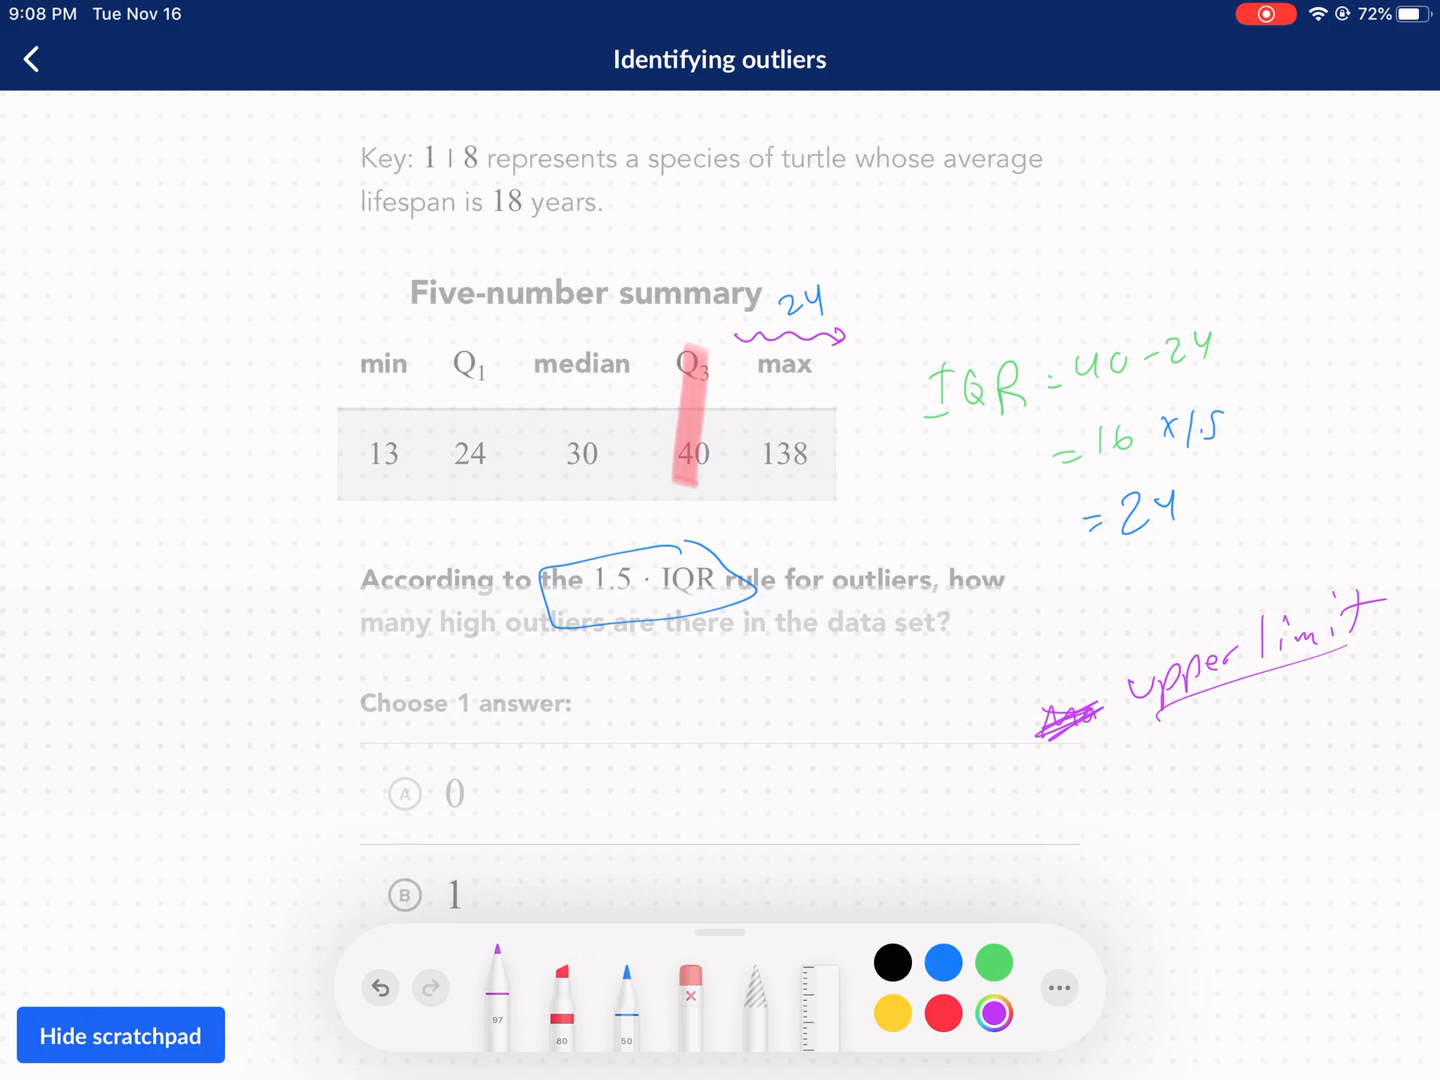 9:08 PM Tue Nov 16
72%
Identifying outliers
Key: 1 | 8 represents a species of turtle whose average
lifespan is 18 years.
Five-number summary
24
min Q1 median Q3 max
13 24 30 40 138
IQR = 40 - 24
= 16 x 1.5
= 24
According to the 1.5 · IQR rule for outliers, how
many high outliers are there in the data set?
upper limit
Choose 1 answer:
A 0
B 1
97
80
50
Hide scratchpad